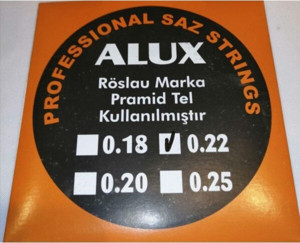 PROFESSIONAL SAZ STRINGS
ALUX
Röslau Marka
Pramid Tel
Kullanılmıştır
0.18 0.22
0.20 0.25